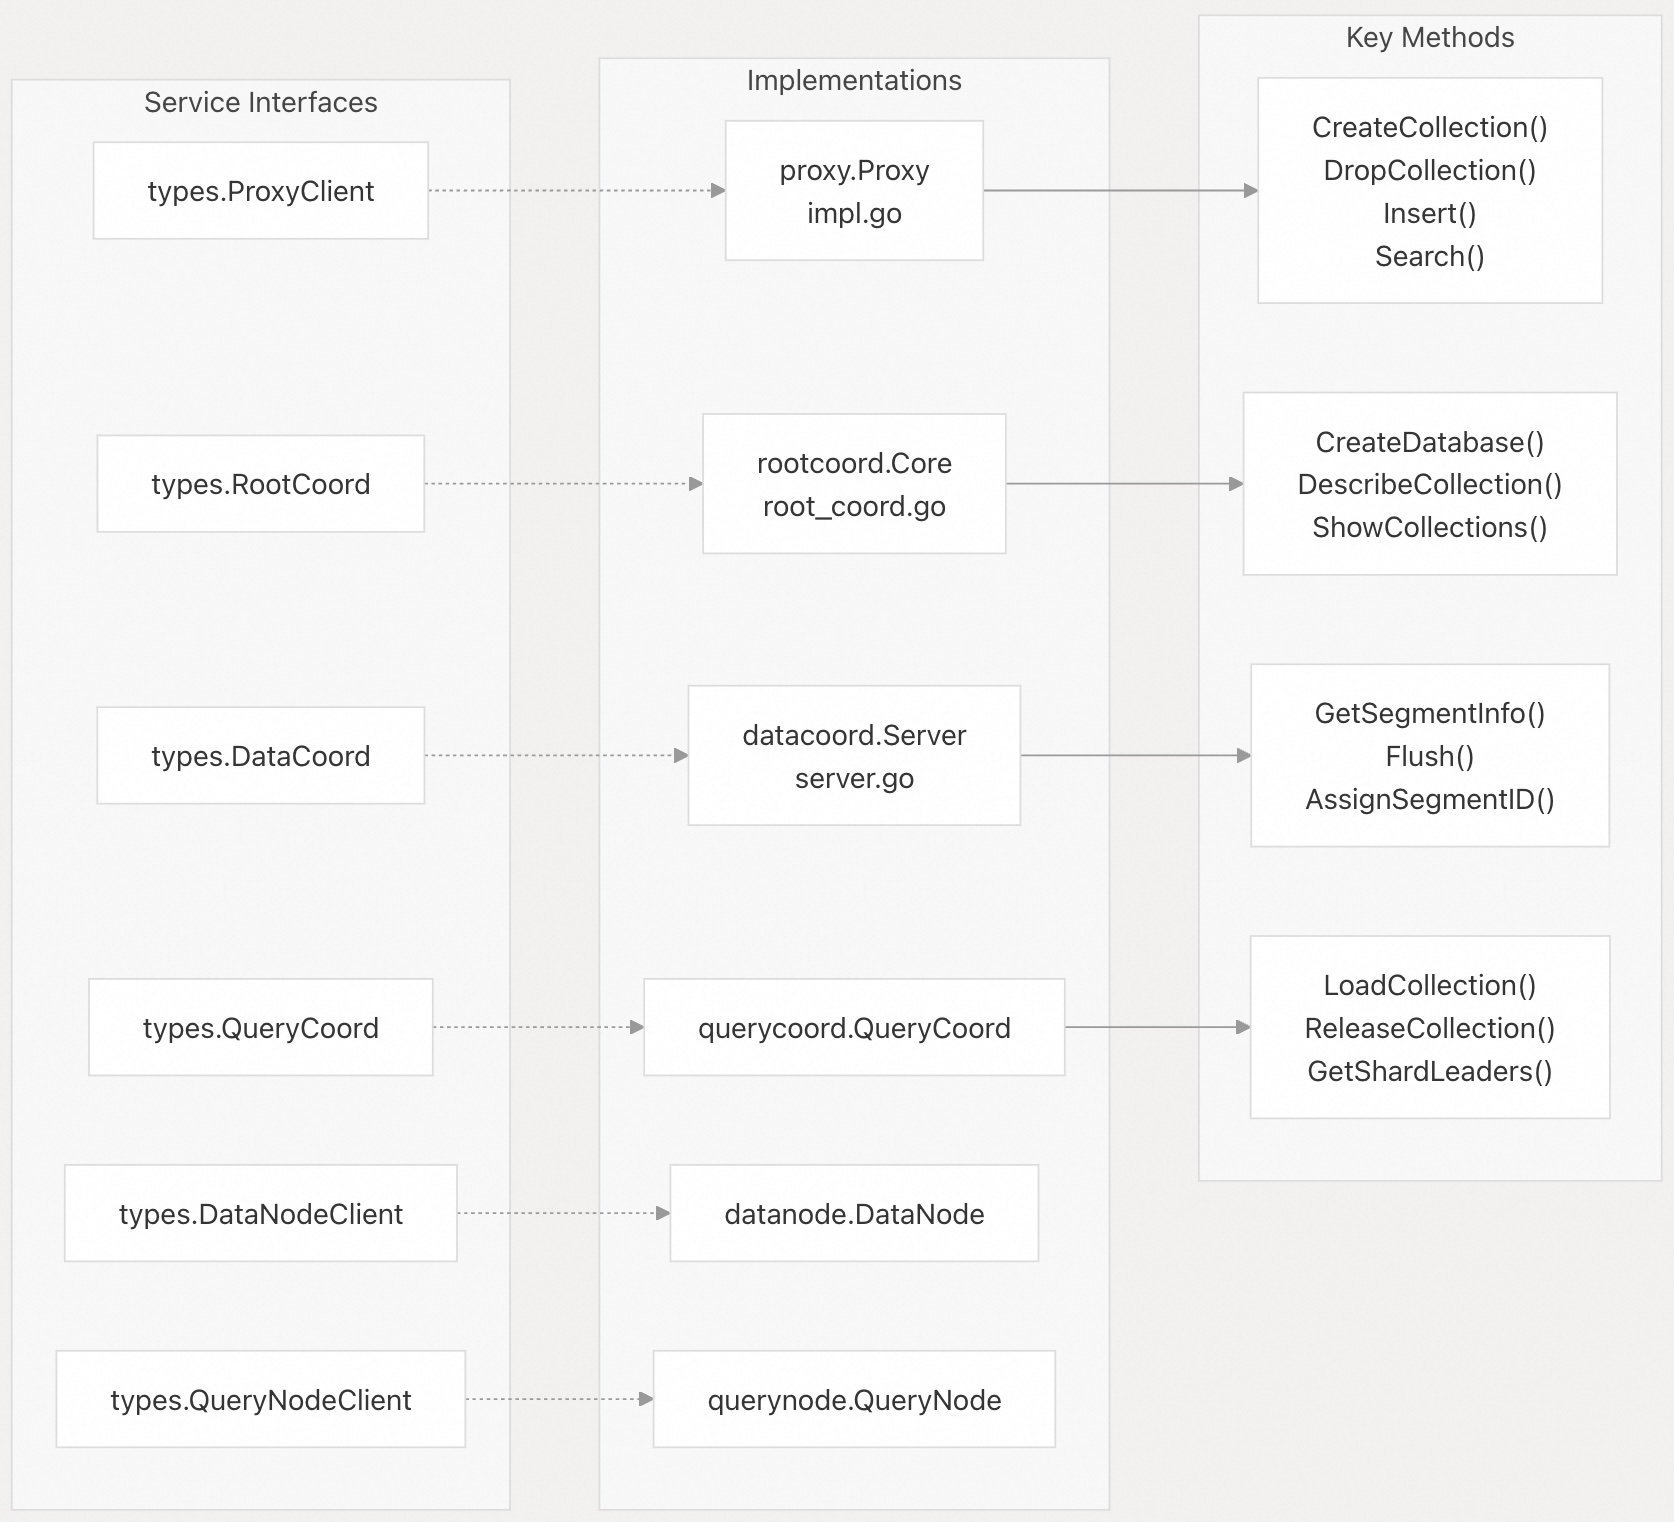 Service Interfaces
types.ProxyClient
types.RootCoord
types.DataCoord
types.QueryCoord
types.DataNodeClient
types.QueryNodeClient
Implementations
proxy.Proxy
impl.go
rootcoord.Core
root_coord.go
datacoord.Server
server.go
querycoord.QueryCoord
datanode.DataNode
querynode.QueryNode
Key Methods
CreateCollection()
DropCollection()
Insert()
Search()
CreateDatabase()
DescribeCollection()
ShowCollections()
GetSegmentInfo()
Flush()
AssignSegmentID()
LoadCollection()
ReleaseCollection()
GetShardLeaders()